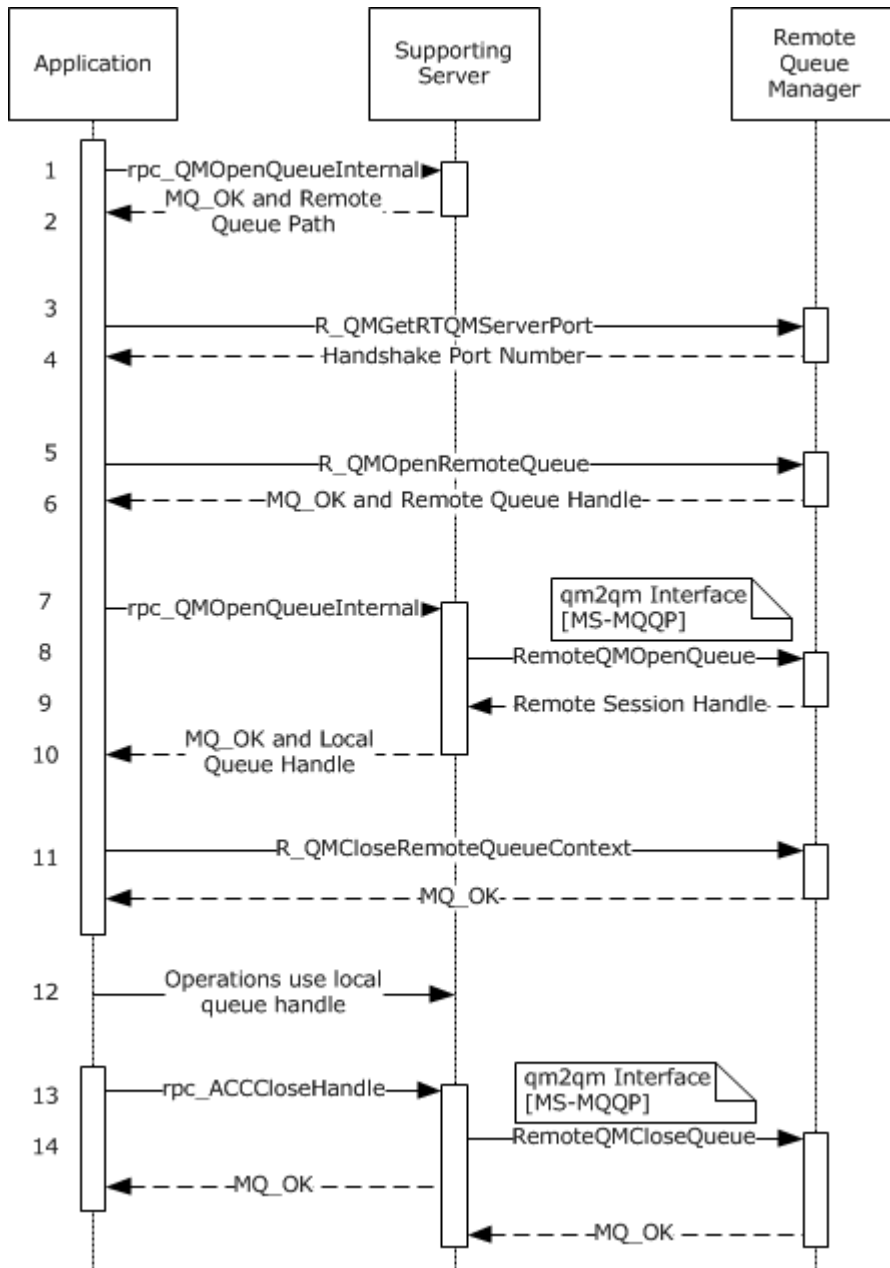 Application
Supporting
Server
Remote
Queue
Manager
1
rpc_QMOpenQueueInternal
MQ_OK and Remote
Queue Path
2
3
R_QMGetRTQMServerPort
4
Handshake Port Number
5
R_QMOpenRemoteQueue
6
MQ_OK and Remote Queue Handle
7
rpc_QMOpenQueueInternal
qm2qm Interface
[MS-MQQP]
8
RemoteQMOpenQueue
9
Remote Session Handle
10
MQ_OK and Local
Queue Handle
11
R_QMCloseRemoteQueueContext
MQ_OK
12
Operations use local
queue handle
13
rpc_ACCCloseHandle
qm2qm Interface
[MS-MQQP]
14
RemoteQMCloseQueue
MQ_OK
MQ_OK